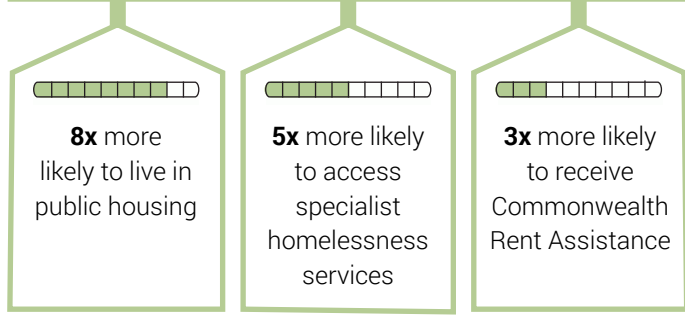 8x more
likely to live in
public housing
5x more likely
to access
specialist
homelessness
services
3x more likely
to receive
Commonwealth
Rent Assistance